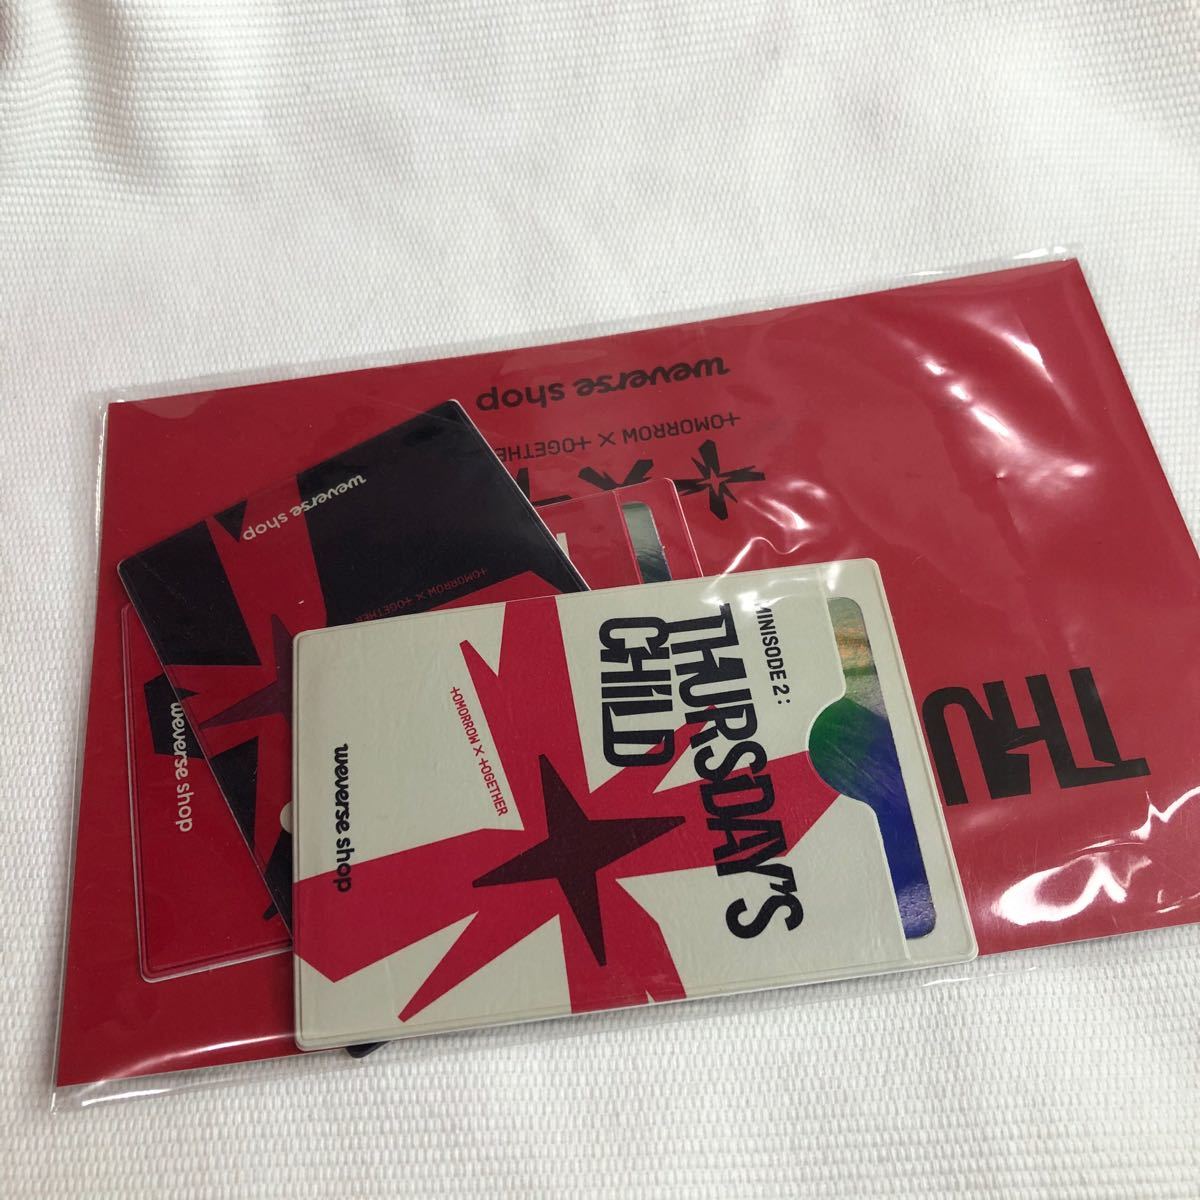 weverse shop
TOMORROW X TOGETHER
THU
weverse shop
TOMORROW X TOGETHER
weverse shop
MINISODE 2:
THURSDAY'S
CHILD
TOMORROW X TOGETHER
weverse shop